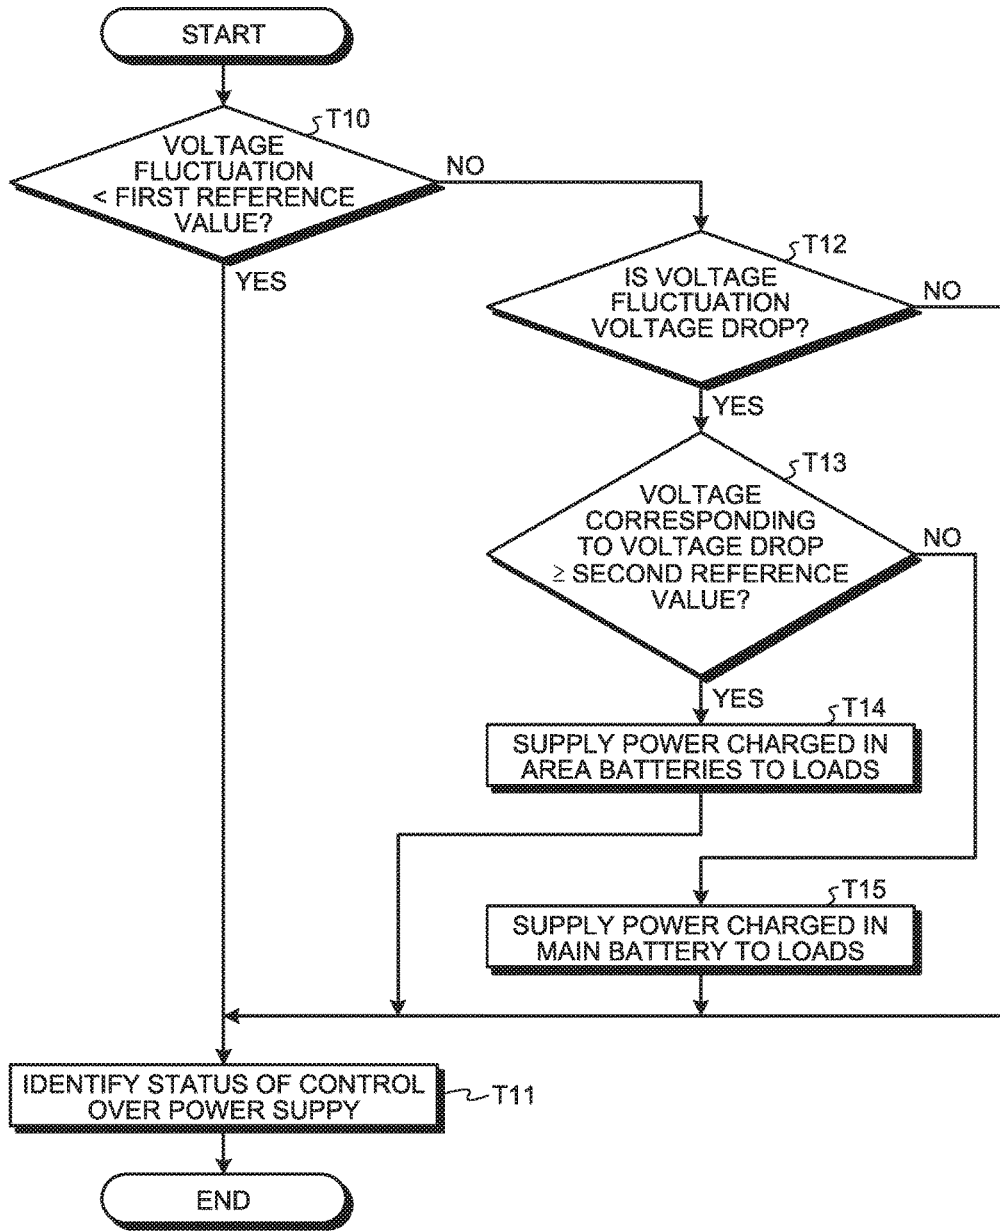 START
T10
VOLTAGE
FLUCTUATION
< FIRST REFERENCE
VALUE?
NO
YES
T12
IS VOLTAGE
FLUCTUATION
VOLTAGE DROP?
NO
YES
T13
VOLTAGE
CORRESPONDING
TO VOLTAGE DROP
≥ SECOND REFERENCE
VALUE?
NO
YES
T14
SUPPLY POWER CHARGED IN
AREA BATTERIES TO LOADS
T15
SUPPLY POWER CHARGED IN
MAIN BATTERY TO LOADS
IDENTIFY STATUS OF CONTROL
OVER POWER SUPPY
T11
END